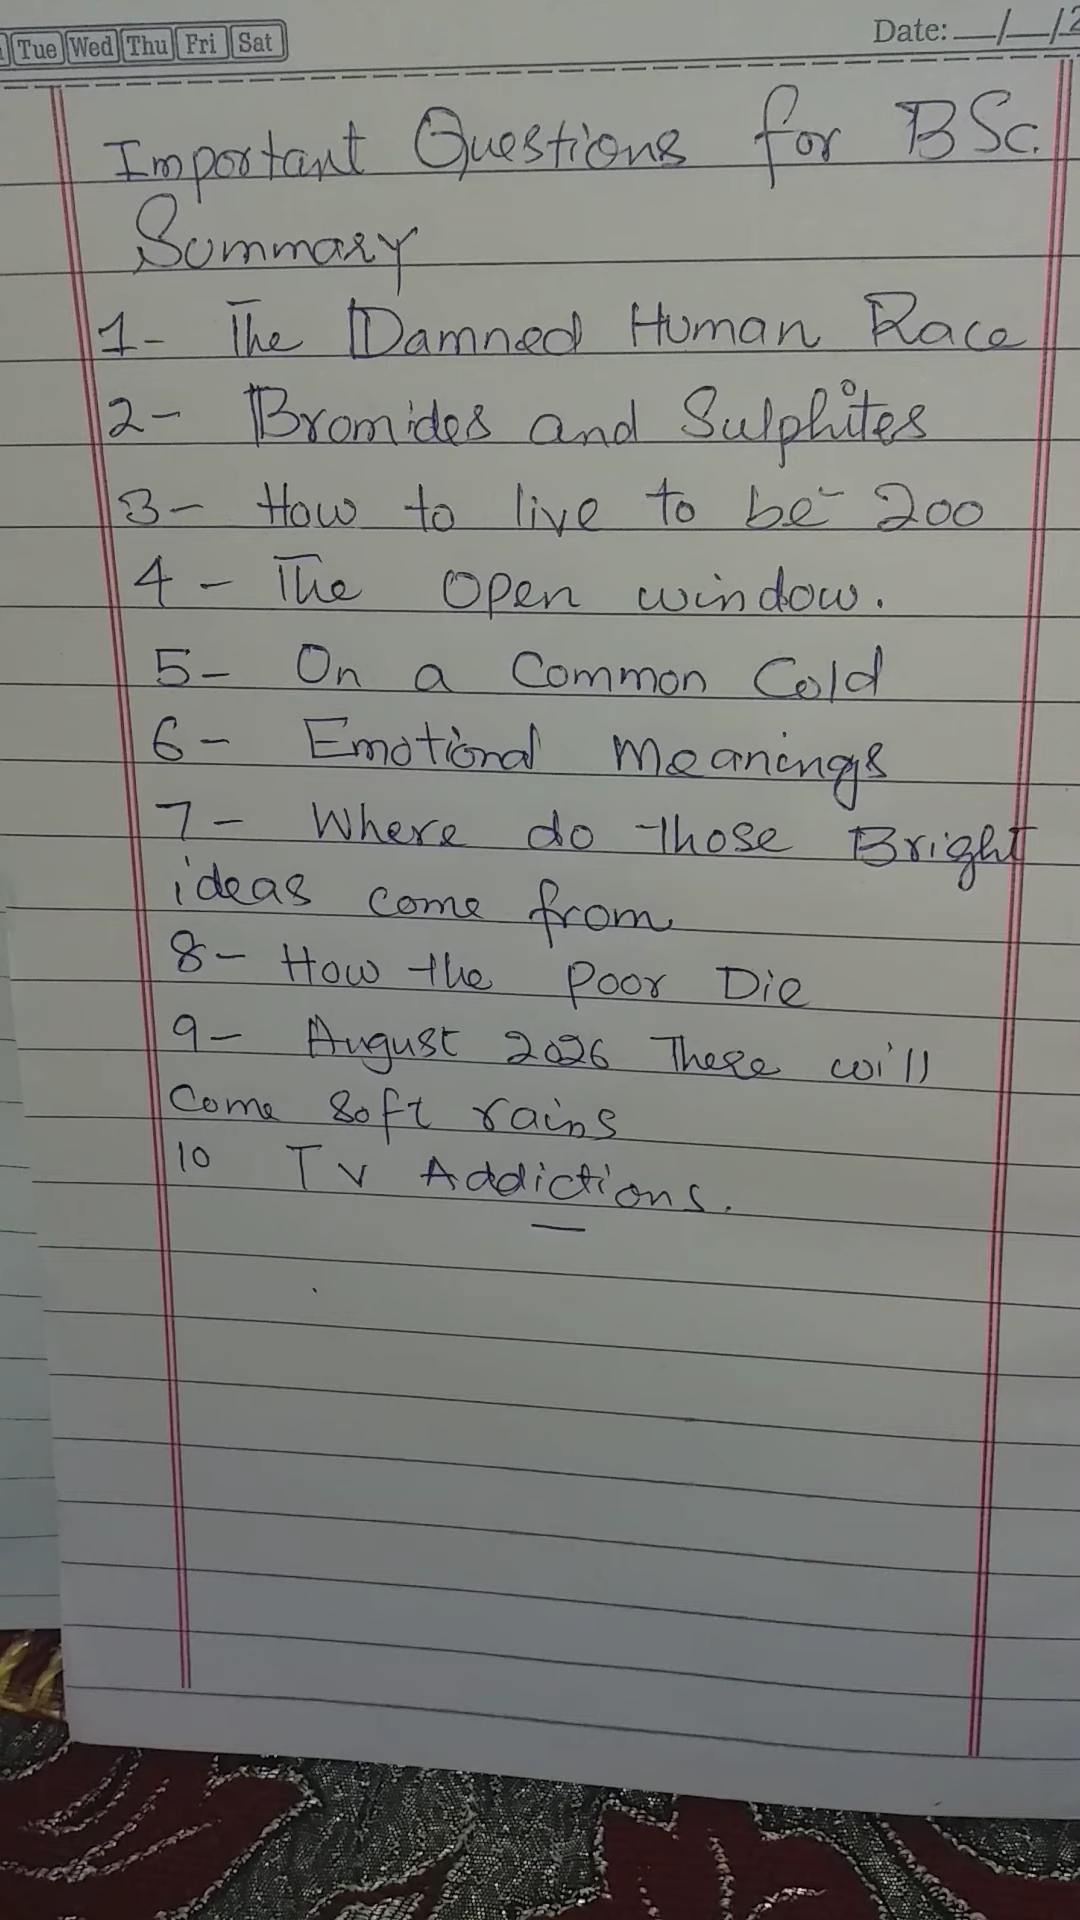 Tue Wed Thu Fri Sat
Date: __/__/2
Important Questions for BSc.
Summary
1- The Damned Human Race
2- Bromides and Sulphites
3- How to live to be 200
4- The Open window.
5- On a Common Cold
6- Emotional Meanings
7- Where do those Bright
ideas come from
8- How the Poor Die
9- August 2026 There will
Come soft rains
10 TV Addictions.